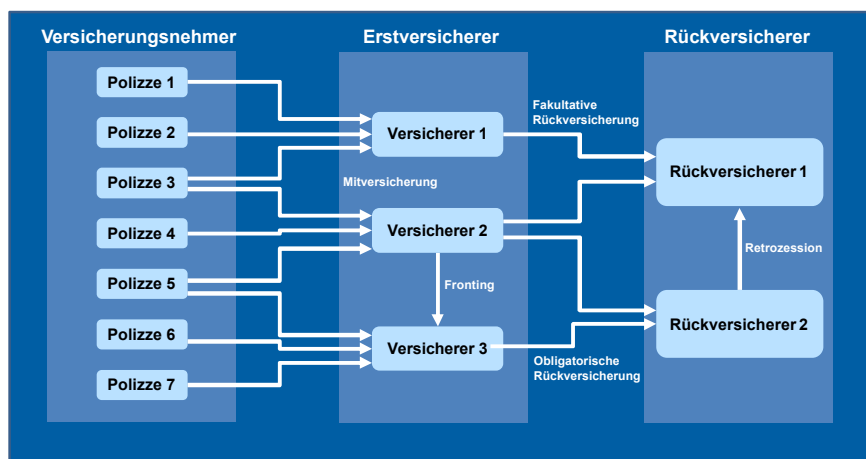 Versicherungsnehmer
Erstversicherer
Rückversicherer
Polizze 1
Polizze 2
Polizze 3
Polizze 4
Polizze 5
Polizze 6
Polizze 7
Versicherer 1
Mitversicherung
Versicherer 2
Fronting
Versicherer 3
Fakultative
Rückversicherung
Obligatorische
Rückversicherung
Rückversicherer 1
Retrozession
Rückversicherer 2